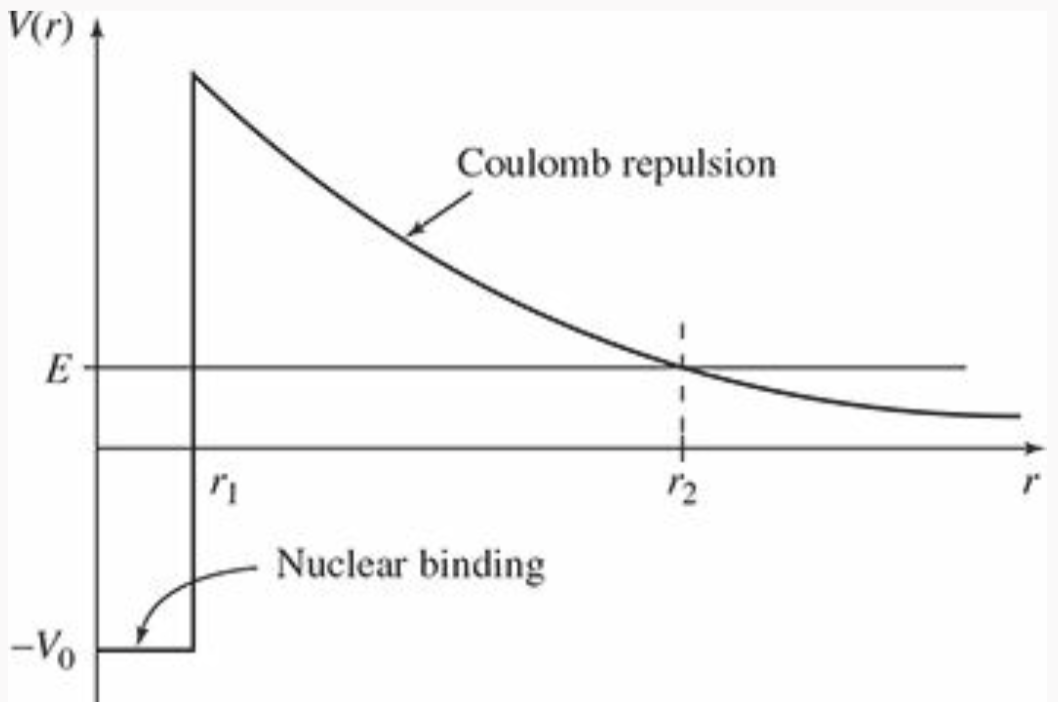 V(r)
Coulomb repulsion
E
r₁
r₂
r
Nuclear binding
−V₀